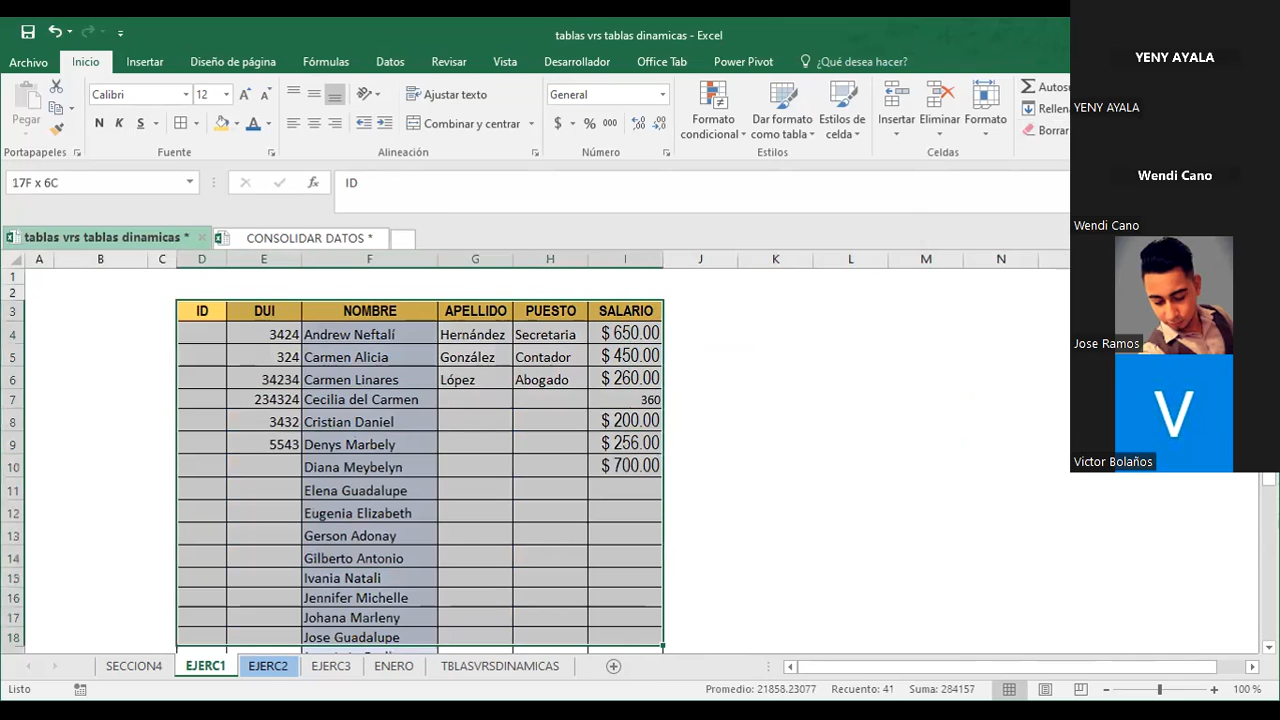 tablas vrs tablas dinamicas - Excel
Archivo Inicio Insertar Diseño de página Fórmulas Datos Revisar Vista Desarrollador Office Tab Power Pivot ¿Qué desea hacer?
Pegar
Calibri 12
N K S
Ajustar texto
Combinar y centrar
General
$ % 000
Formato condicional
Dar formato como tabla
Estilos de celda
Insertar
Eliminar
Formato
Autos
Rellen
Borrar
Portapapeles Fuente Alineación Número Estilos Celdas
17F x 6C fx ID
tablas vrs tablas dinamicas * CONSOLIDAR DATOS *
A B C D E F G H I J K L M N
1
2
3 ID DUI NOMBRE APELLIDO PUESTO SALARIO
4 3424 Andrew Neftalí Hernández Secretaria $ 650.00
5 324 Carmen Alicia González Contador $ 450.00
6 34234 Carmen Linares López Abogado $ 260.00
7 234324 Cecilia del Carmen 360
8 3432 Cristian Daniel $ 200.00
9 5543 Denys Marbely $ 256.00
10 Diana Meybelyn $ 700.00
11 Elena Guadalupe
12 Eugenia Elizabeth
13 Gerson Adonay
14 Gilberto Antonio
15 Ivania Natali
16 Jennifer Michelle
17 Johana Marleny
18 Jose Guadalupe
SECCION4 EJERC1 EJERC2 EJERC3 ENERO TBLASVRSDINAMICAS
Listo Promedio: 21858.23077 Recuento: 41 Suma: 284157 100 %
YENY AYALA
YENY AYALA
Wendi Cano
Wendi Cano
Jose Ramos
V
Victor Bolaños